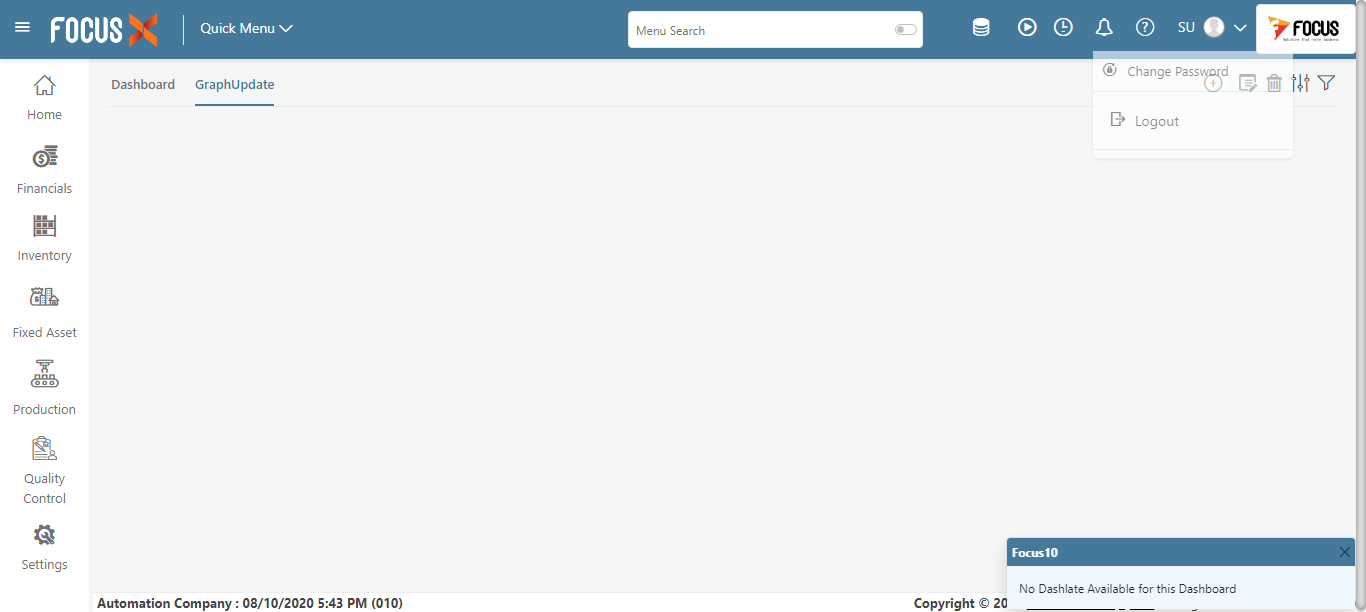 FOCUS X
Quick Menu
Menu Search
SU
FOCUS
Change Password
Logout
Dashboard
GraphUpdate
Home
Financials
Inventory
Fixed Asset
Production
Quality
Control
Settings
Focus10
No Dashlate Available for this Dashboard
Automation Company : 08/10/2020 5:43 PM (010)
Copyright © 20